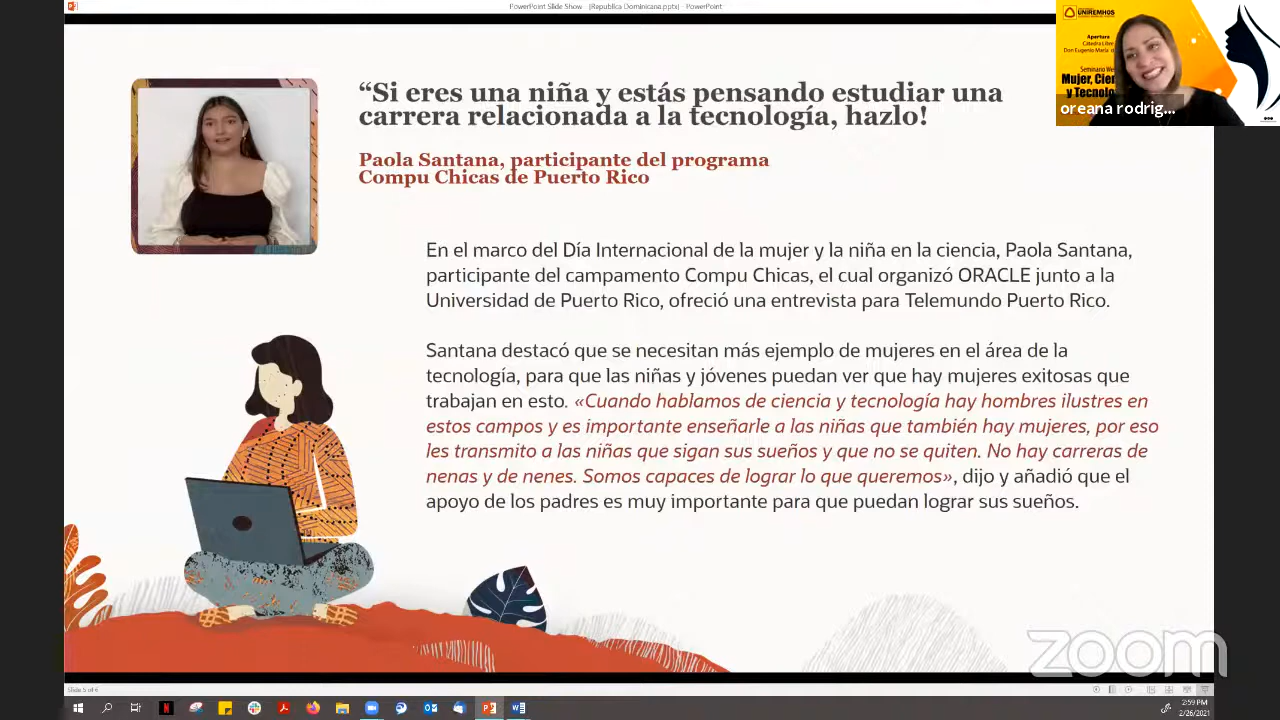 PowerPoint Slide Show - [Republica Dominicana.pptx] - PowerPoint
UNIREMHOS
Apertura
Seminario We
Mujer, Cien
y Tecno
oreana rodrig...
“Si eres una niña y estás pensando estudiar una
carrera relacionada a la tecnología, hazlo!
Paola Santana, participante del programa
Compu Chicas de Puerto Rico
En el marco del Día Internacional de la mujer y la niña en la ciencia, Paola Santana,
participante del campamento Compu Chicas, el cual organizó ORACLE junto a la
Universidad de Puerto Rico, ofreció una entrevista para Telemundo Puerto Rico.
Santana destacó que se necesitan más ejemplo de mujeres en el área de la
tecnología, para que las niñas y jóvenes puedan ver que hay mujeres exitosas que
trabajan en esto. «Cuando hablamos de ciencia y tecnología hay hombres ilustres en
estos campos y es importante enseñarle a las niñas que también hay mujeres, por eso
les transmito a las niñas que sigan sus sueños y que no se quiten. No hay carreras de
nenas y de nenes. Somos capaces de lograr lo que queremos», dijo y añadió que el
apoyo de los padres es muy importante para que puedan lograr sus sueños.
zoom
Slide 5 of 6
2:59 PM
2/26/2021